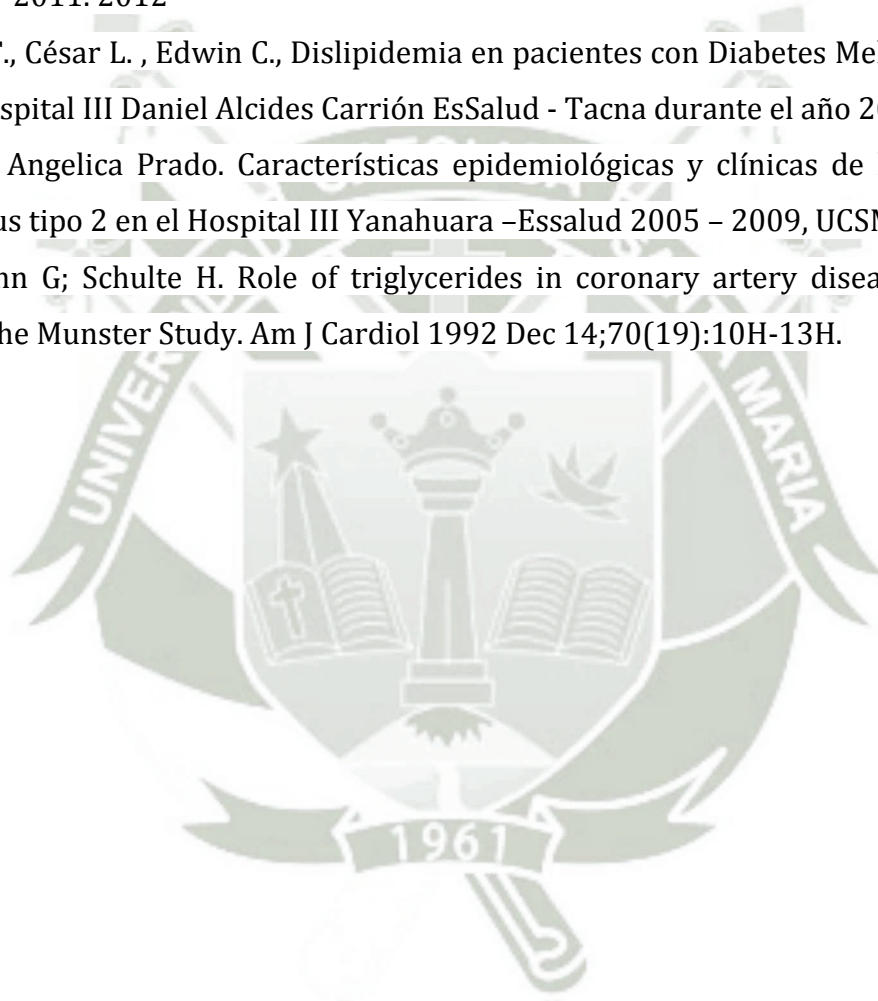 2011. 2012
., César L. , Edwin C., Dislipidemia en pacientes con Diabetes Me
spital III Daniel Alcides Carrión EsSalud - Tacna durante el año 2
Angelica Prado. Características epidemiológicas y clínicas de
us tipo 2 en el Hospital III Yanahuara –Essalud 2005 – 2009, UCSM
nn G; Schulte H. Role of triglycerides in coronary artery disea
he Munster Study. Am J Cardiol 1992 Dec 14;70(19):10H-13H.
MARIA
1961